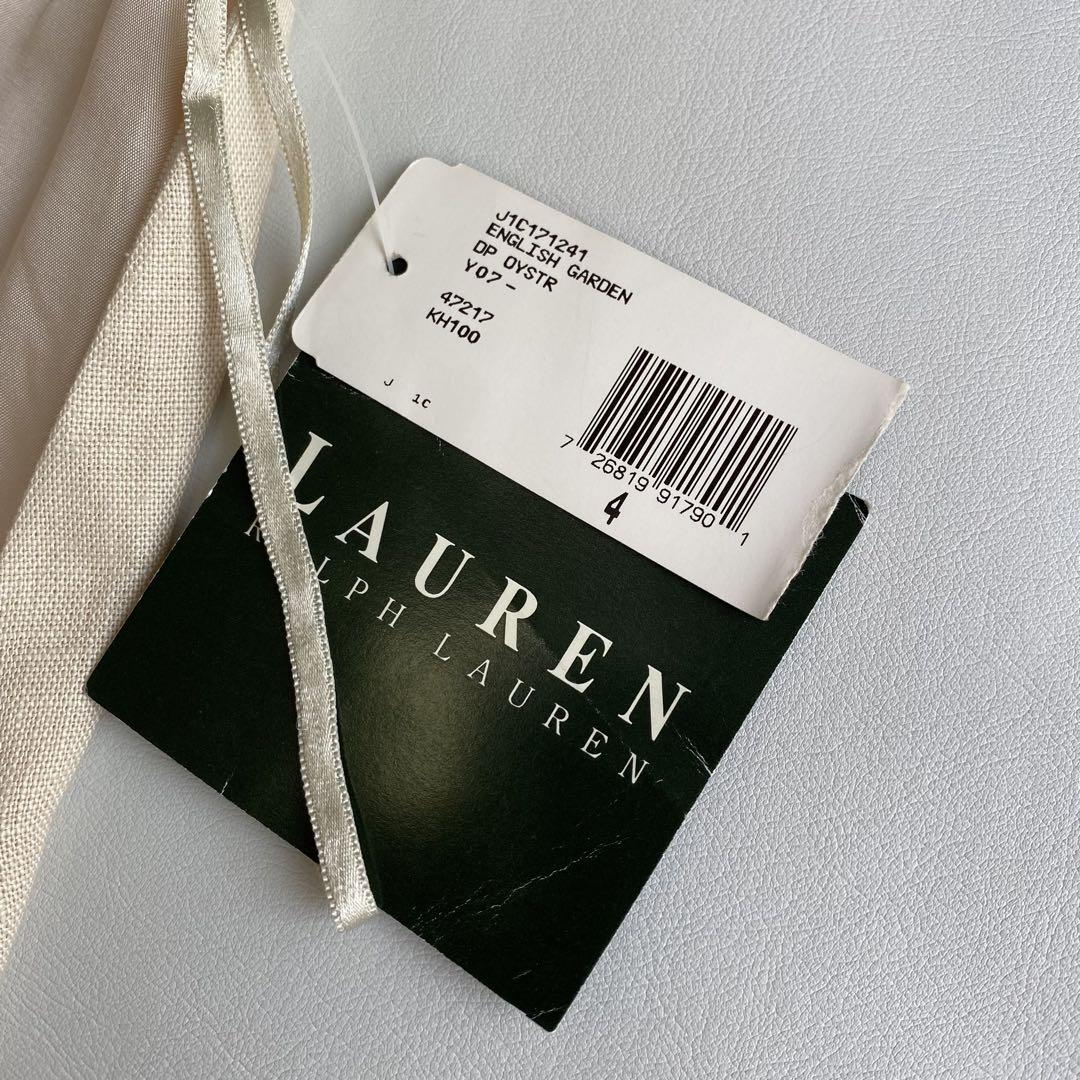 J1C171241
ENGLISH GARDEN
DP OYSTR
Y07 -
47217
KH100
J 1C
7 26819 91790 1
4
LAUREN
RALPH LAUREN